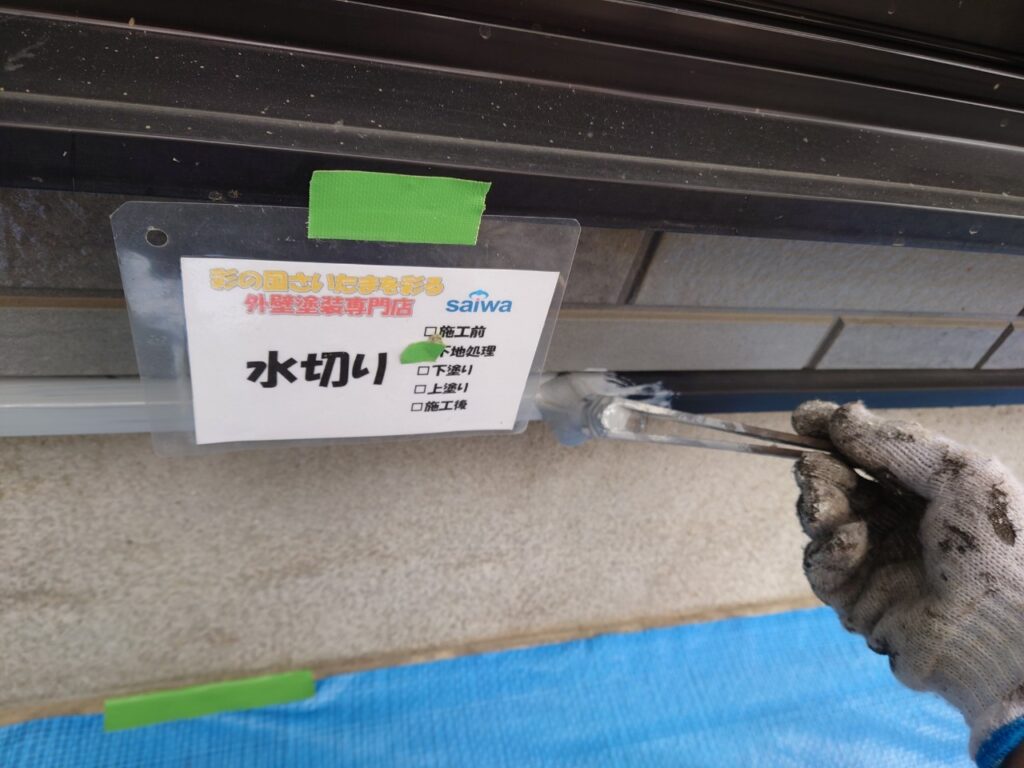 彩の国さいたまを彩る
外壁塗装専門店
saiwa
水切り
□施工前
下地処理
□下塗り
□上塗り
□施工後